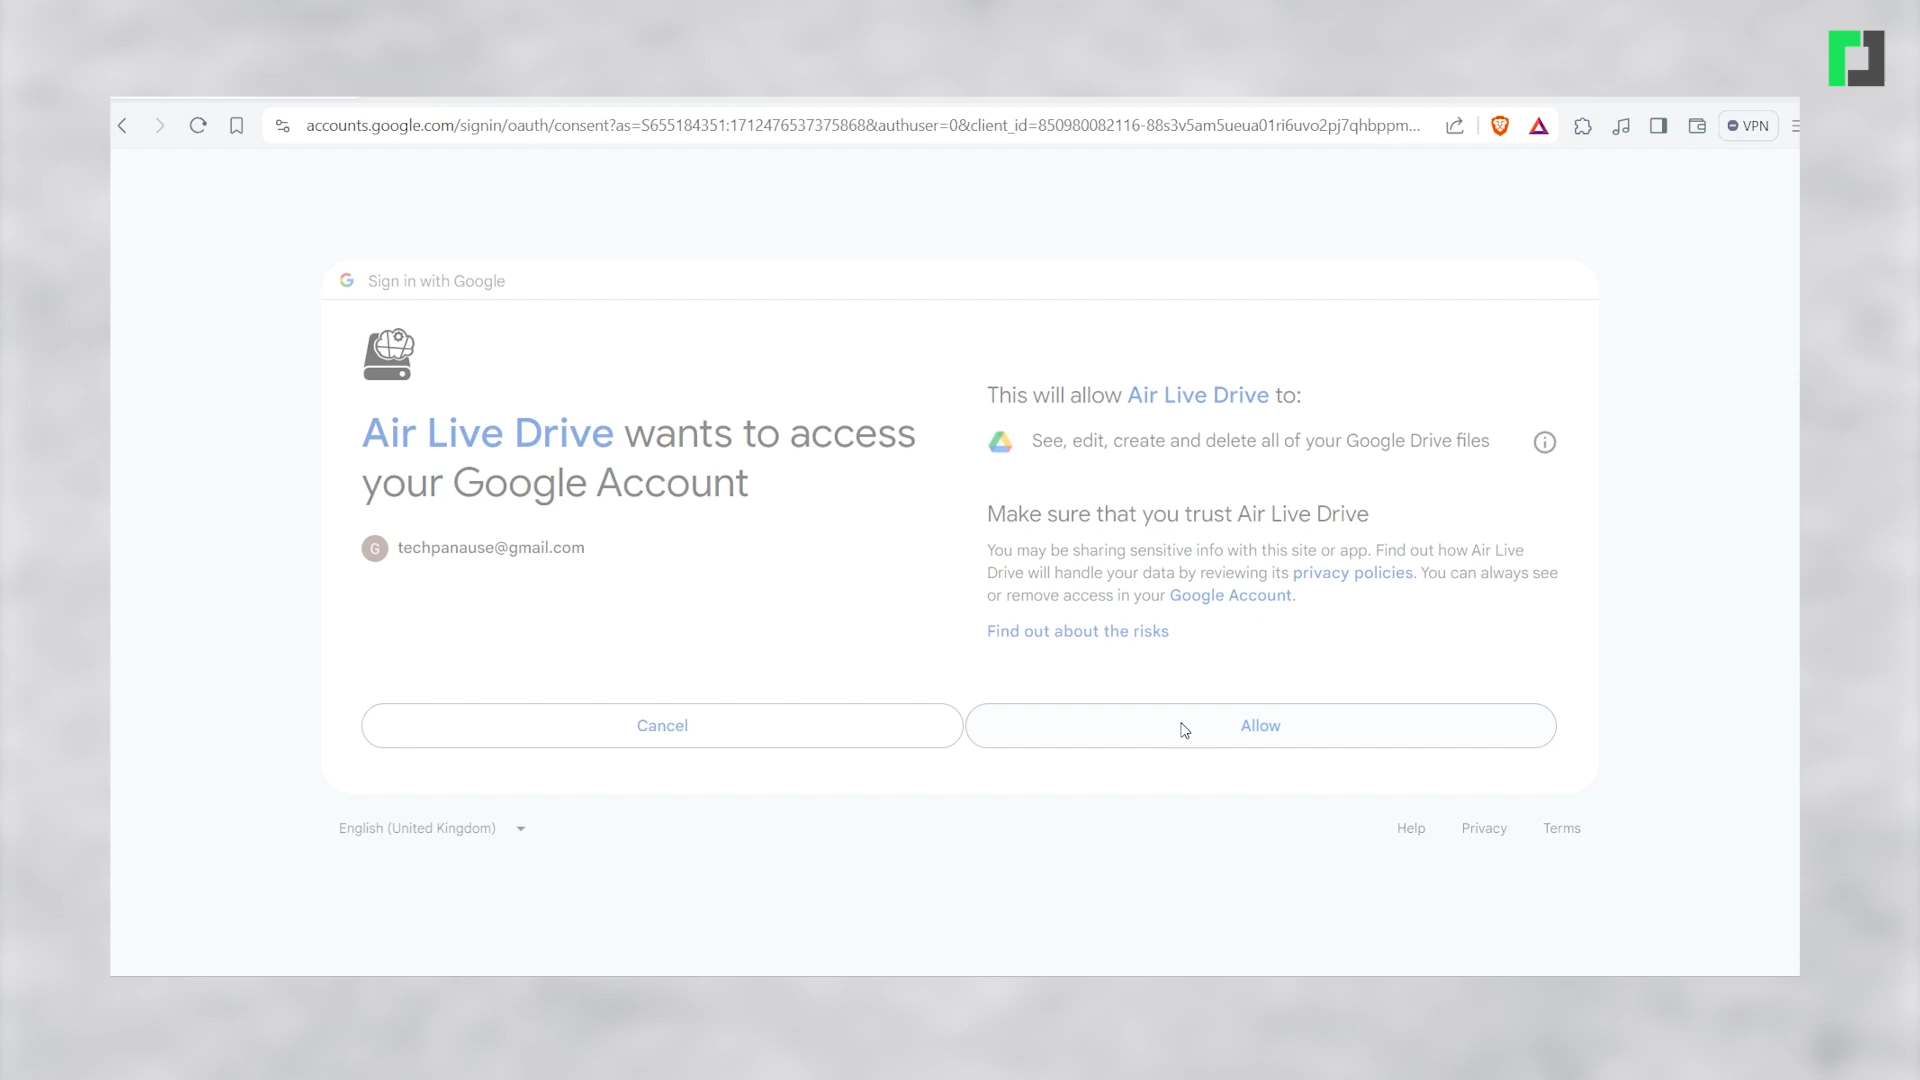 accounts.google.com/signin/oauth/consent?as=S655184351:1712476537375868&authuser=0&client_id=850980082116-88s3v5am5ueua01ri6uvo2pj7qhbppm...
VPN
Sign in with Google
Air Live Drive wants to access
your Google Account
G techpanause@gmail.com
This will allow Air Live Drive to:
See, edit, create and delete all of your Google Drive files
Make sure that you trust Air Live Drive
You may be sharing sensitive info with this site or app. Find out how Air Live
Drive will handle your data by reviewing its privacy policies. You can always see
or remove access in your Google Account.
Find out about the risks
Cancel
Allow
English (United Kingdom)
Help
Privacy
Terms